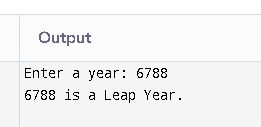 Output
Enter a year: 6788
6788 is a Leap Year.